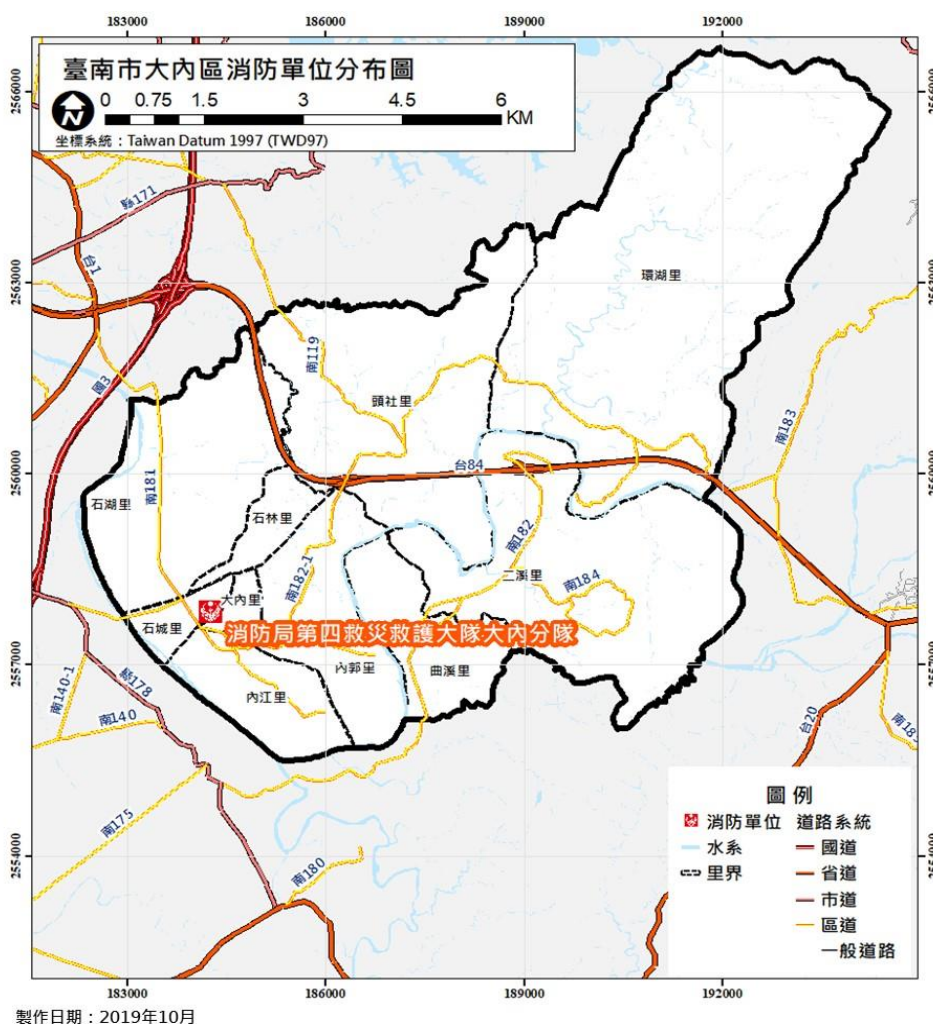 183000 186000 189000 192000
臺南市大內區消防單位分布圖
0 0.75 1.5 3 4.5 6
KM
N
坐標系統：Taiwan Datum 1997 (TWD97)
2566000
2566000
縣171
台1
2563000
環湖里
國3
南119
頭社里
南183
2560000
台84
2560000
石湖里
南181
石林里
南182
南182-1
二溪里
南184
大內里
石城里
消防局第四救災救護大隊大內分隊
2557000
內郭里
曲溪里
2557000
南140-1
縣178
內江里
南140
台20
圖例
消防單位 道路系統
水系 國道
里界 省道
市道
區道
一般道路
南175
2554000
南180
183000 186000 189000 192000
製作日期：2019年10月